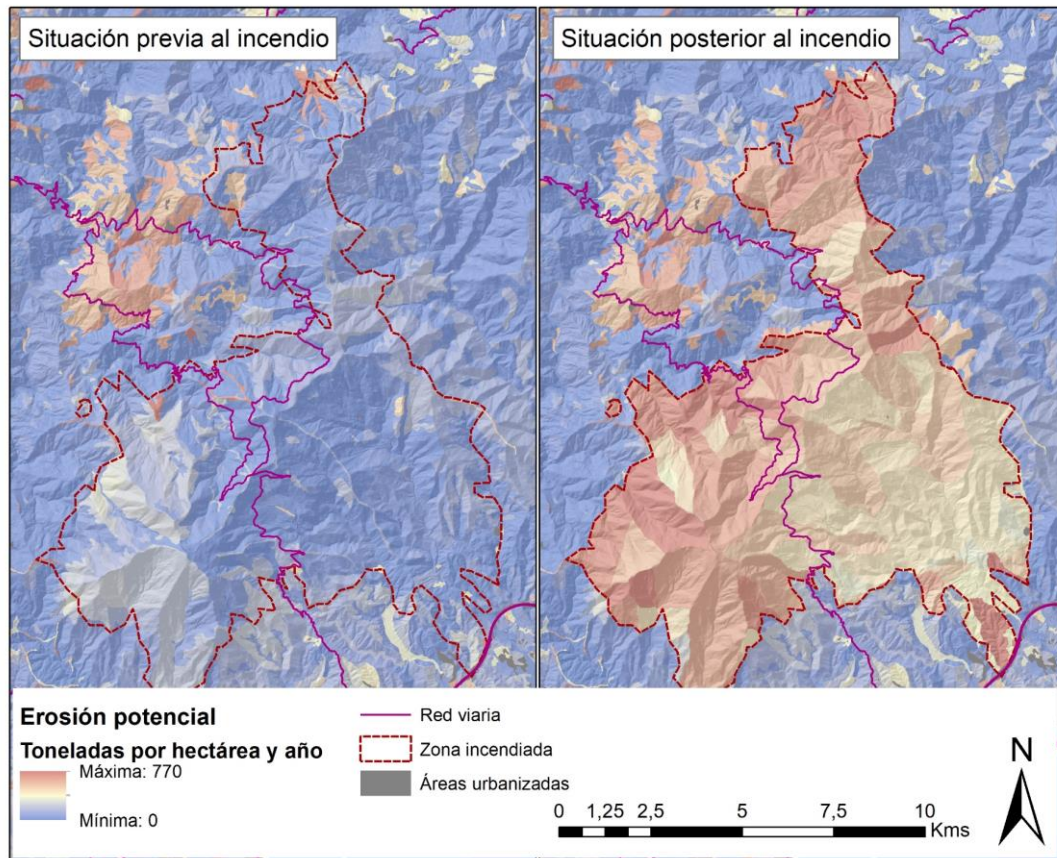 Situación previa al incendio
Situación posterior al incendio
Erosión potencial
Toneladas por hectárea y año
Máxima: 770
Mínima: 0
Red viaria
Zona incendiada
Áreas urbanizadas
0 1,25 2,5 5 7,5 10
Kms
N